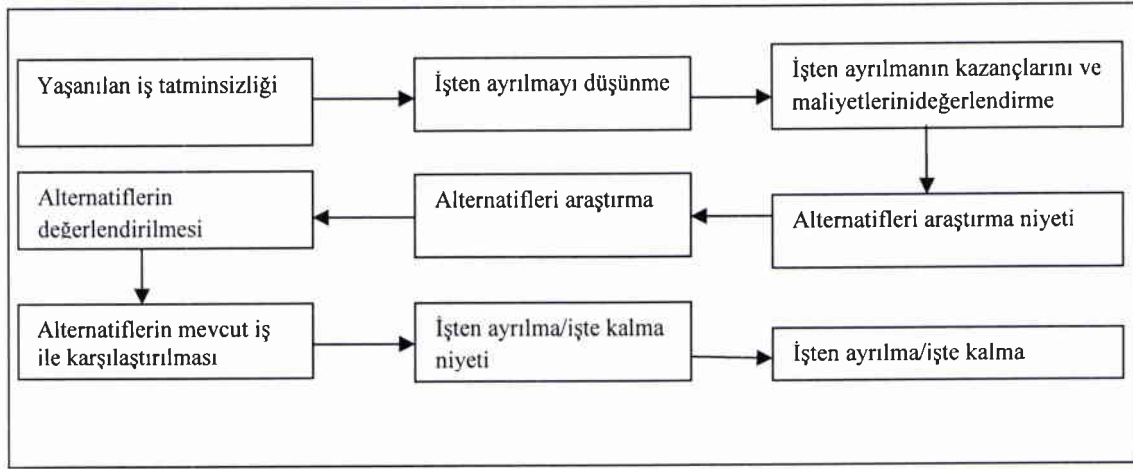 Yaşanılan iş tatminsizliği
İşten ayrılmayı düşünme
İşten ayrılmanın kazançlarını ve
maliyetlerinideğerlendirme
Alternatifleri araştırma niyeti
Alternatifleri araştırma
Alternatiflerin
değerlendirilmesi
Alternatiflerin mevcut iş
ile karşılaştırılması
İşten ayrılma/işte kalma
niyeti
İşten ayrılma/işte kalma